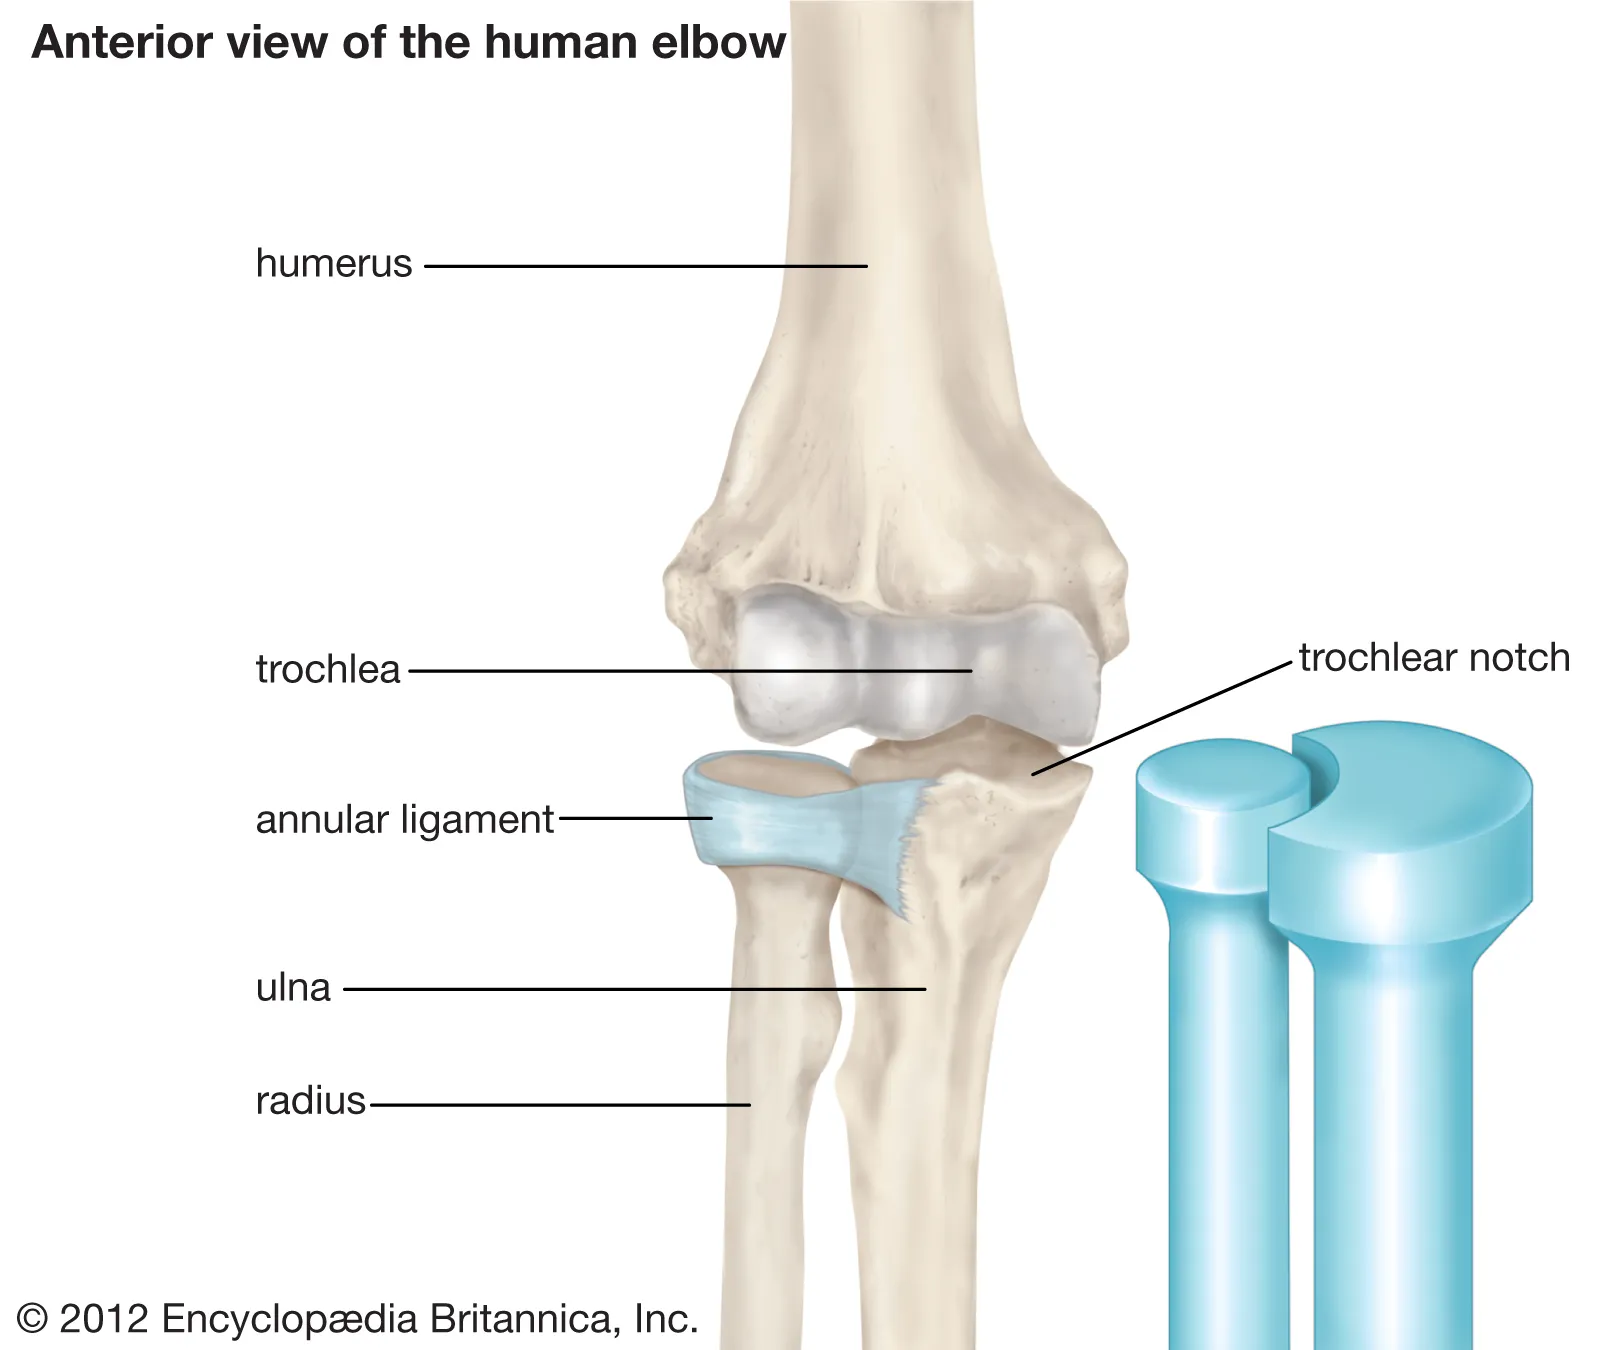 Anterior view of the human elbow
humerus
trochlea
trochlear notch
annular ligament
ulna
radius
© 2012 Encyclopædia Britannica, Inc.